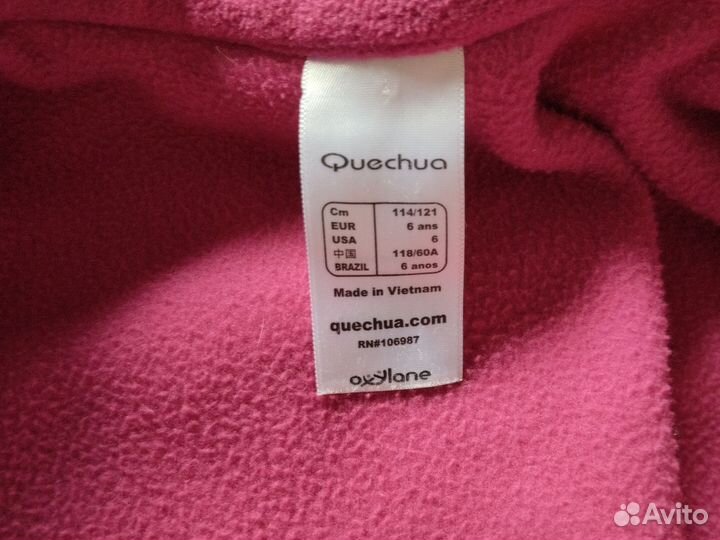 Quechua
Cm 114/121
EUR 6 ans
USA 6
中国 118/60A
BRAZIL 6 anos
Made in Vietnam
quechua.com
RN#106987
oxylane
Avito